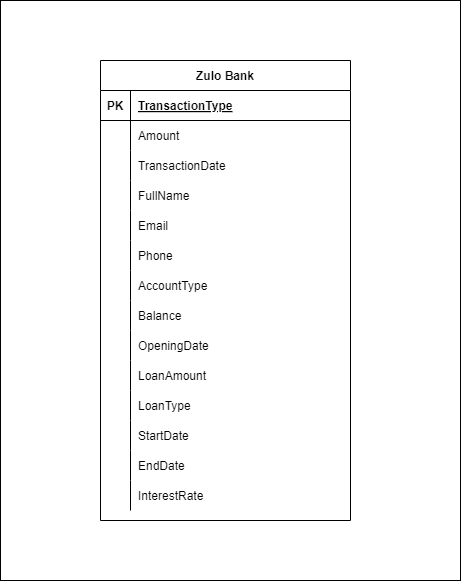 Zulo Bank
PK TransactionType
Amount
TransactionDate
FullName
Email
Phone
AccountType
Balance
OpeningDate
LoanAmount
LoanType
StartDate
EndDate
InterestRate